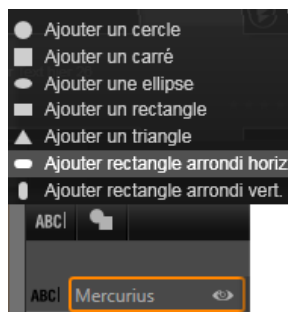 Ajouter un cercle
Ajouter un carré
Ajouter une ellipse
Ajouter un rectangle
Ajouter un triangle
Ajouter rectangle arrondi horiz
Ajouter rectangle arrondi vert.
ABC
ABC Mercurius